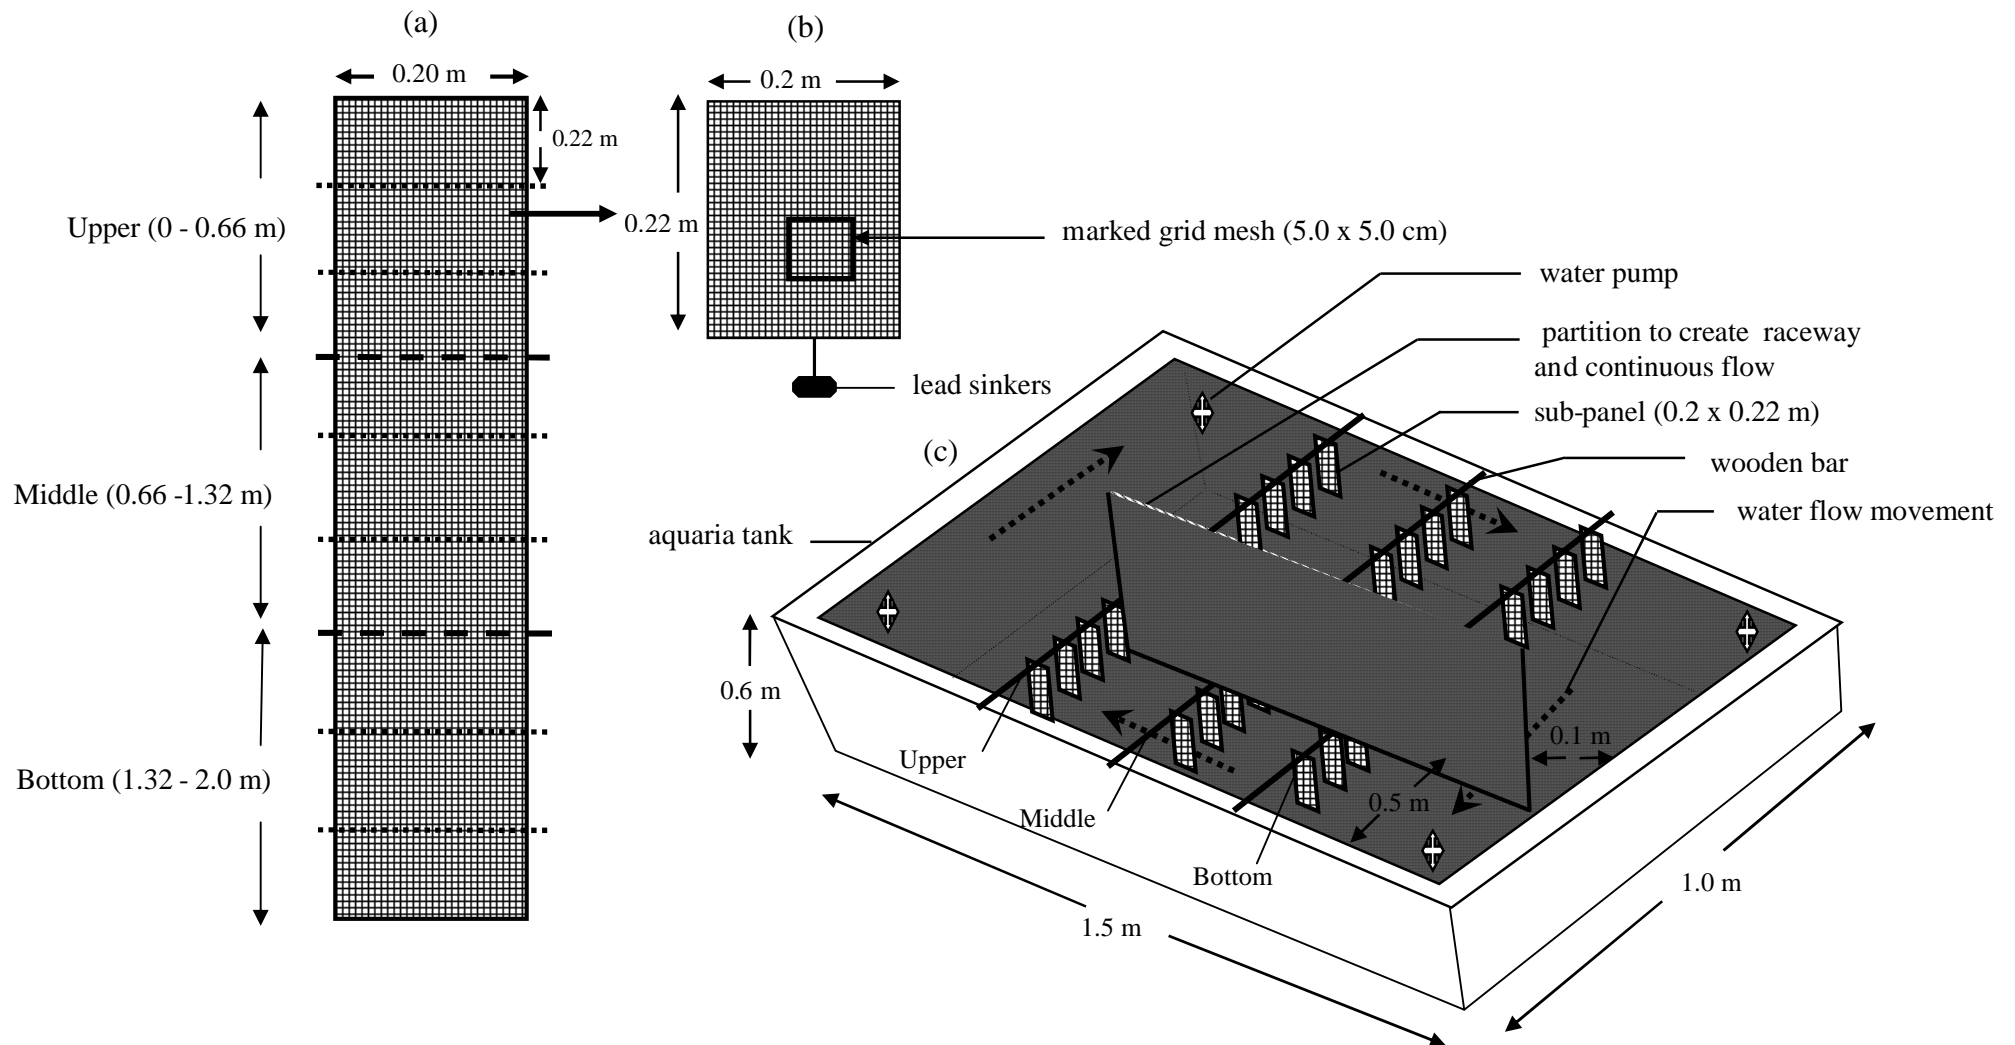 (a)
0.20 m
0.22 m
Upper (0 - 0.66 m)
Middle (0.66 -1.32 m)
Bottom (1.32 - 2.0 m)
(b)
0.2 m
0.22 m
marked grid mesh (5.0 x 5.0 cm)
lead sinkers
(c)
water pump
partition to create raceway
and continuous flow
sub-panel (0.2 x 0.22 m)
wooden bar
water flow movement
aquaria tank
0.6 m
Upper
Middle
Bottom
0.1 m
0.5 m
1.5 m
1.0 m